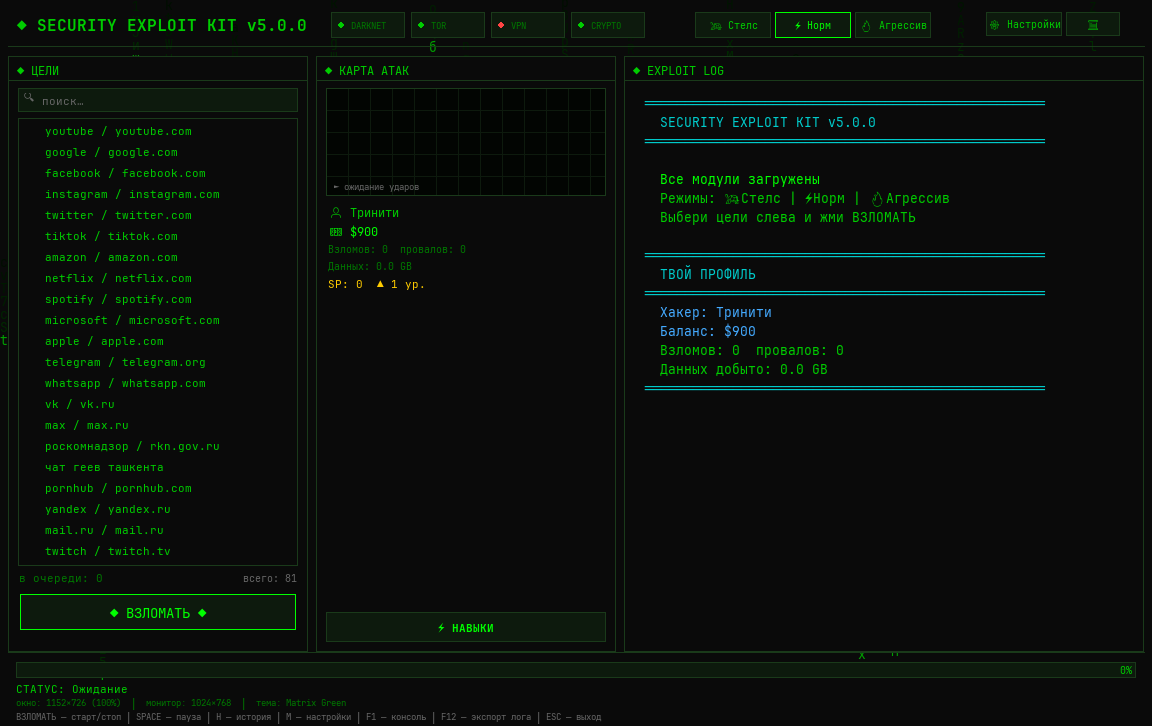 ◆ SECURITY EXPLOIT KIT v5.0.0
◆ DARKNET ◆ TOR ◆ VPN ◆ CRYPTO
Стелс ⚡ Норм Агрессив Настройки
◆ ЦЕЛИ
поиск…
youtube / youtube.com
google / google.com
facebook / facebook.com
instagram / instagram.com
twitter / twitter.com
tiktok / tiktok.com
amazon / amazon.com
netflix / netflix.com
spotify / spotify.com
microsoft / microsoft.com
apple / apple.com
telegram / telegram.org
whatsapp / whatsapp.com
vk / vk.ru
max / max.ru
роскомнадзор / rkn.gov.ru
чат геев ташкента
pornhub / pornhub.com
yandex / yandex.ru
mail.ru / mail.ru
twitch / twitch.tv
в очереди: 0 всего: 81
◆ ВЗЛОМАТЬ ◆
◆ КАРТА АТАК
← ожидание ударов
Тринити
$900
Взломов: 0 провалов: 0
Данных: 0.0 GB
SP: 0 ▲ 1 ур.
⚡ НАВЫКИ
◆ EXPLOIT LOG
SECURITY EXPLOIT KIT v5.0.0
Все модули загружены
Режимы: Стелс | ⚡Норм | Агрессив
Выбери цели слева и жми ВЗЛОМАТЬ
ТВОЙ ПРОФИЛЬ
Хакер: Тринити
Баланс: $900
Взломов: 0 провалов: 0
Данных добыто: 0.0 GB
0%
СТАТУС: Ожидание
окно: 1152×726 (100%) | монитор: 1024×768 | тема: Matrix Green
ВЗЛОМАТЬ — старт/стоп | SPACE — пауза | H — история | M — настройки | F1 — консоль | F12 — экспорт лога | ESC — выход